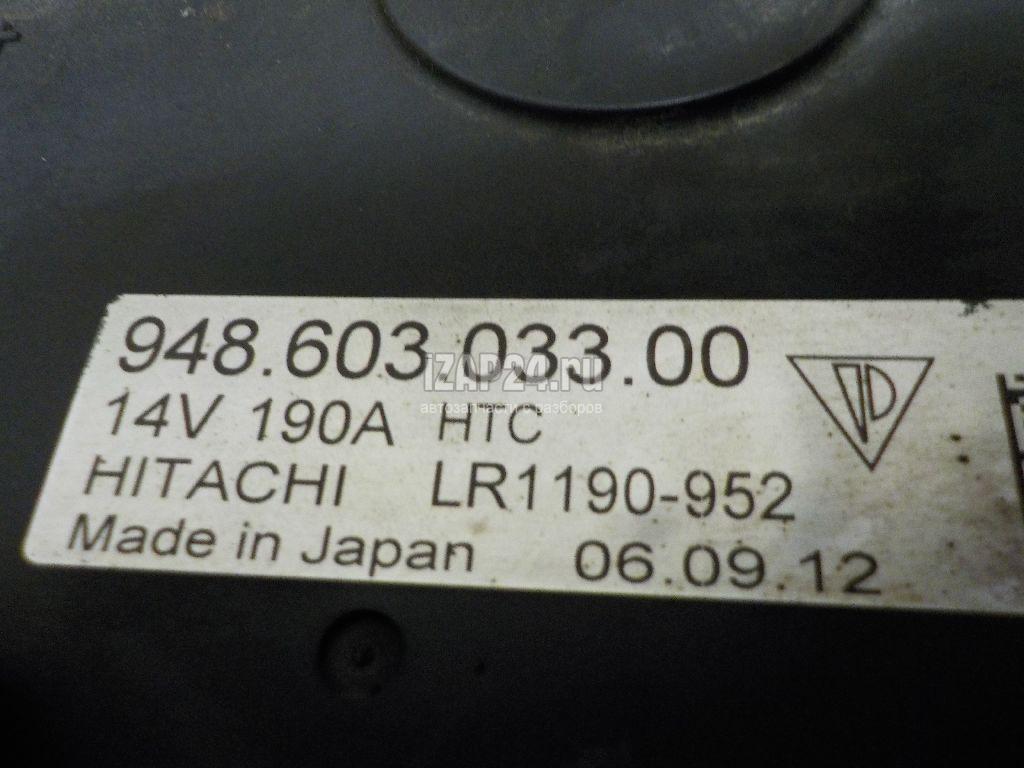 948.603.033.00
iZAP24.ru
автозапчасти с разборов
14V 190A HTC
HITACHI LR1190-952
Made in Japan 06.09.12